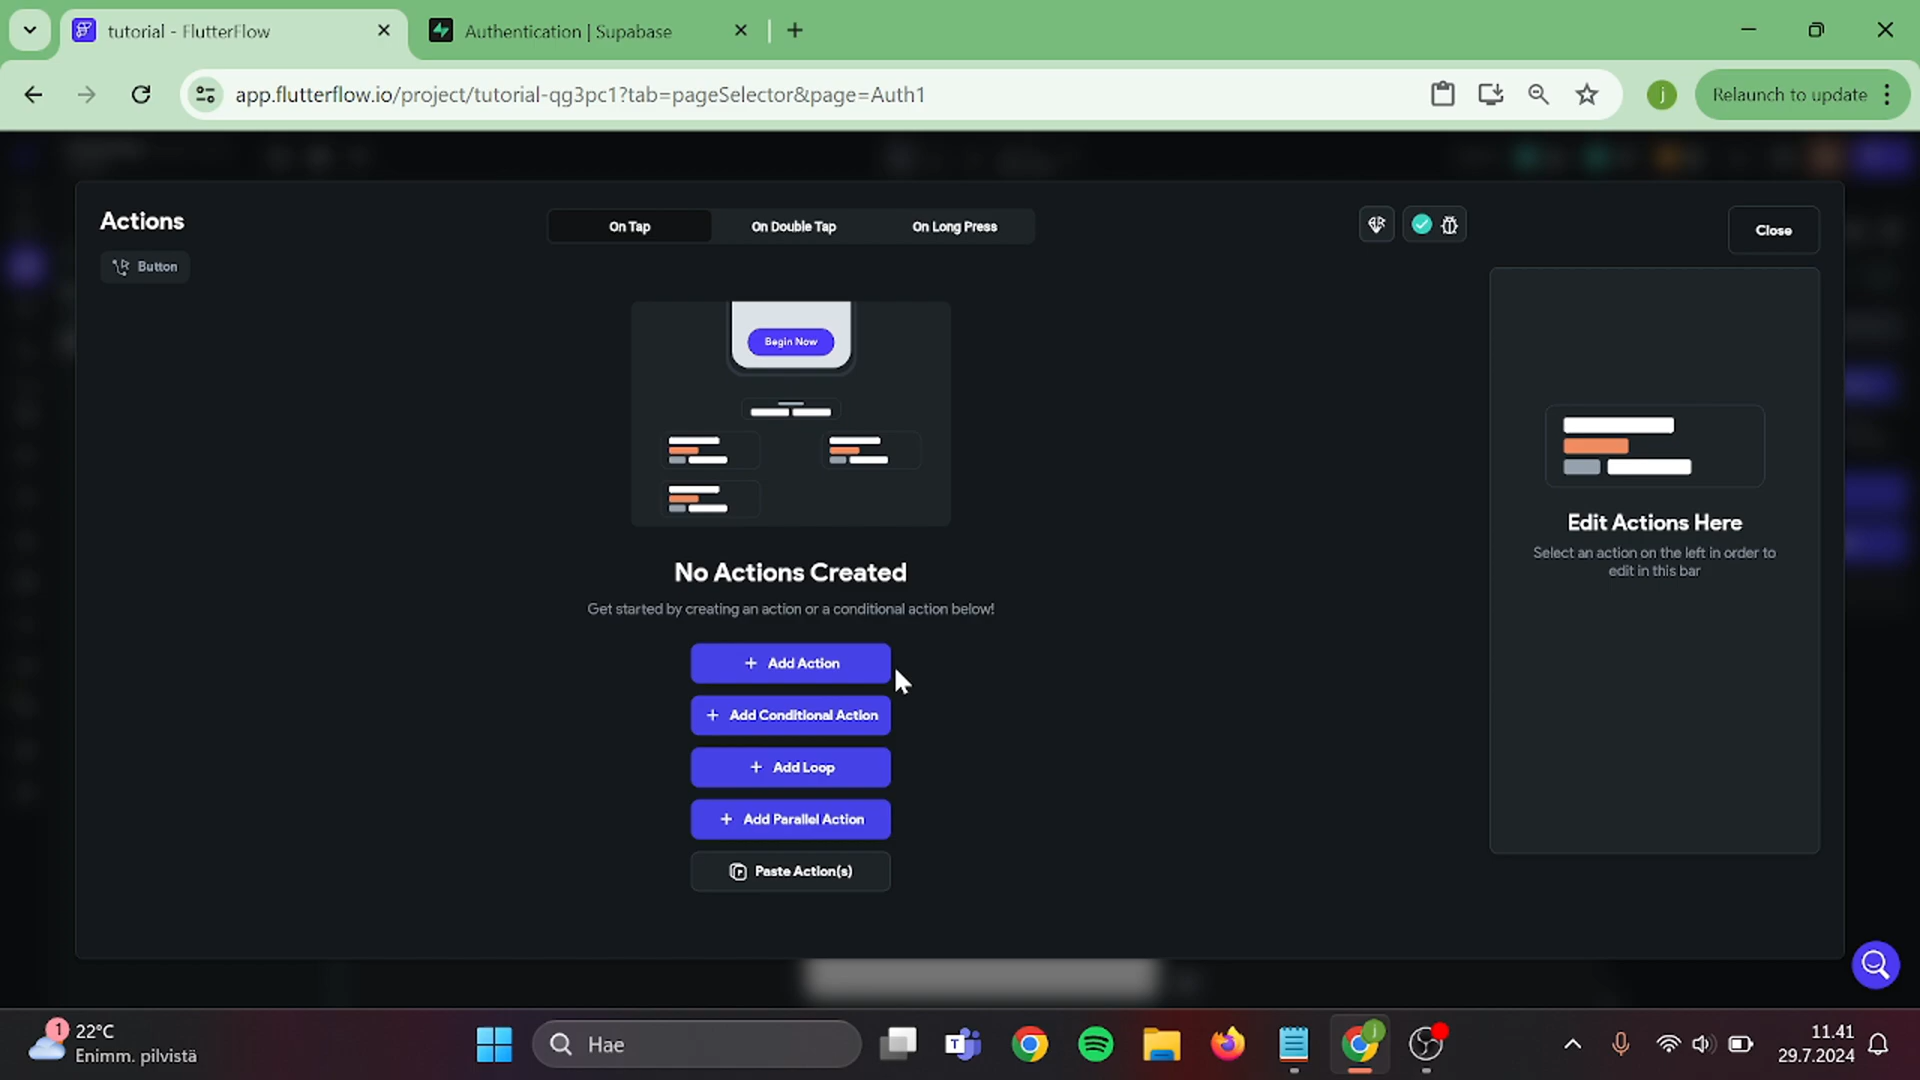 tutorial - FlutterFlow
Authentication | Supabase
app.flutterflow.io/project/tutorial-qg3pc1?tab=pageSelector&page=Auth1
j
Relaunch to update
Actions
Button
On Tap
On Double Tap
On Long Press
Close
Begin Now
Edit Actions Here
Select an action on the left in order to
edit in this bar
No Actions Created
Get started by creating an action or a conditional action below!
+ Add Action
+ Add Conditional Action
+ Add Loop
+ Add Parallel Action
Paste Action(s)
1
22°C
Enimm. pilvistä
Hae
11.41
29.7.2024